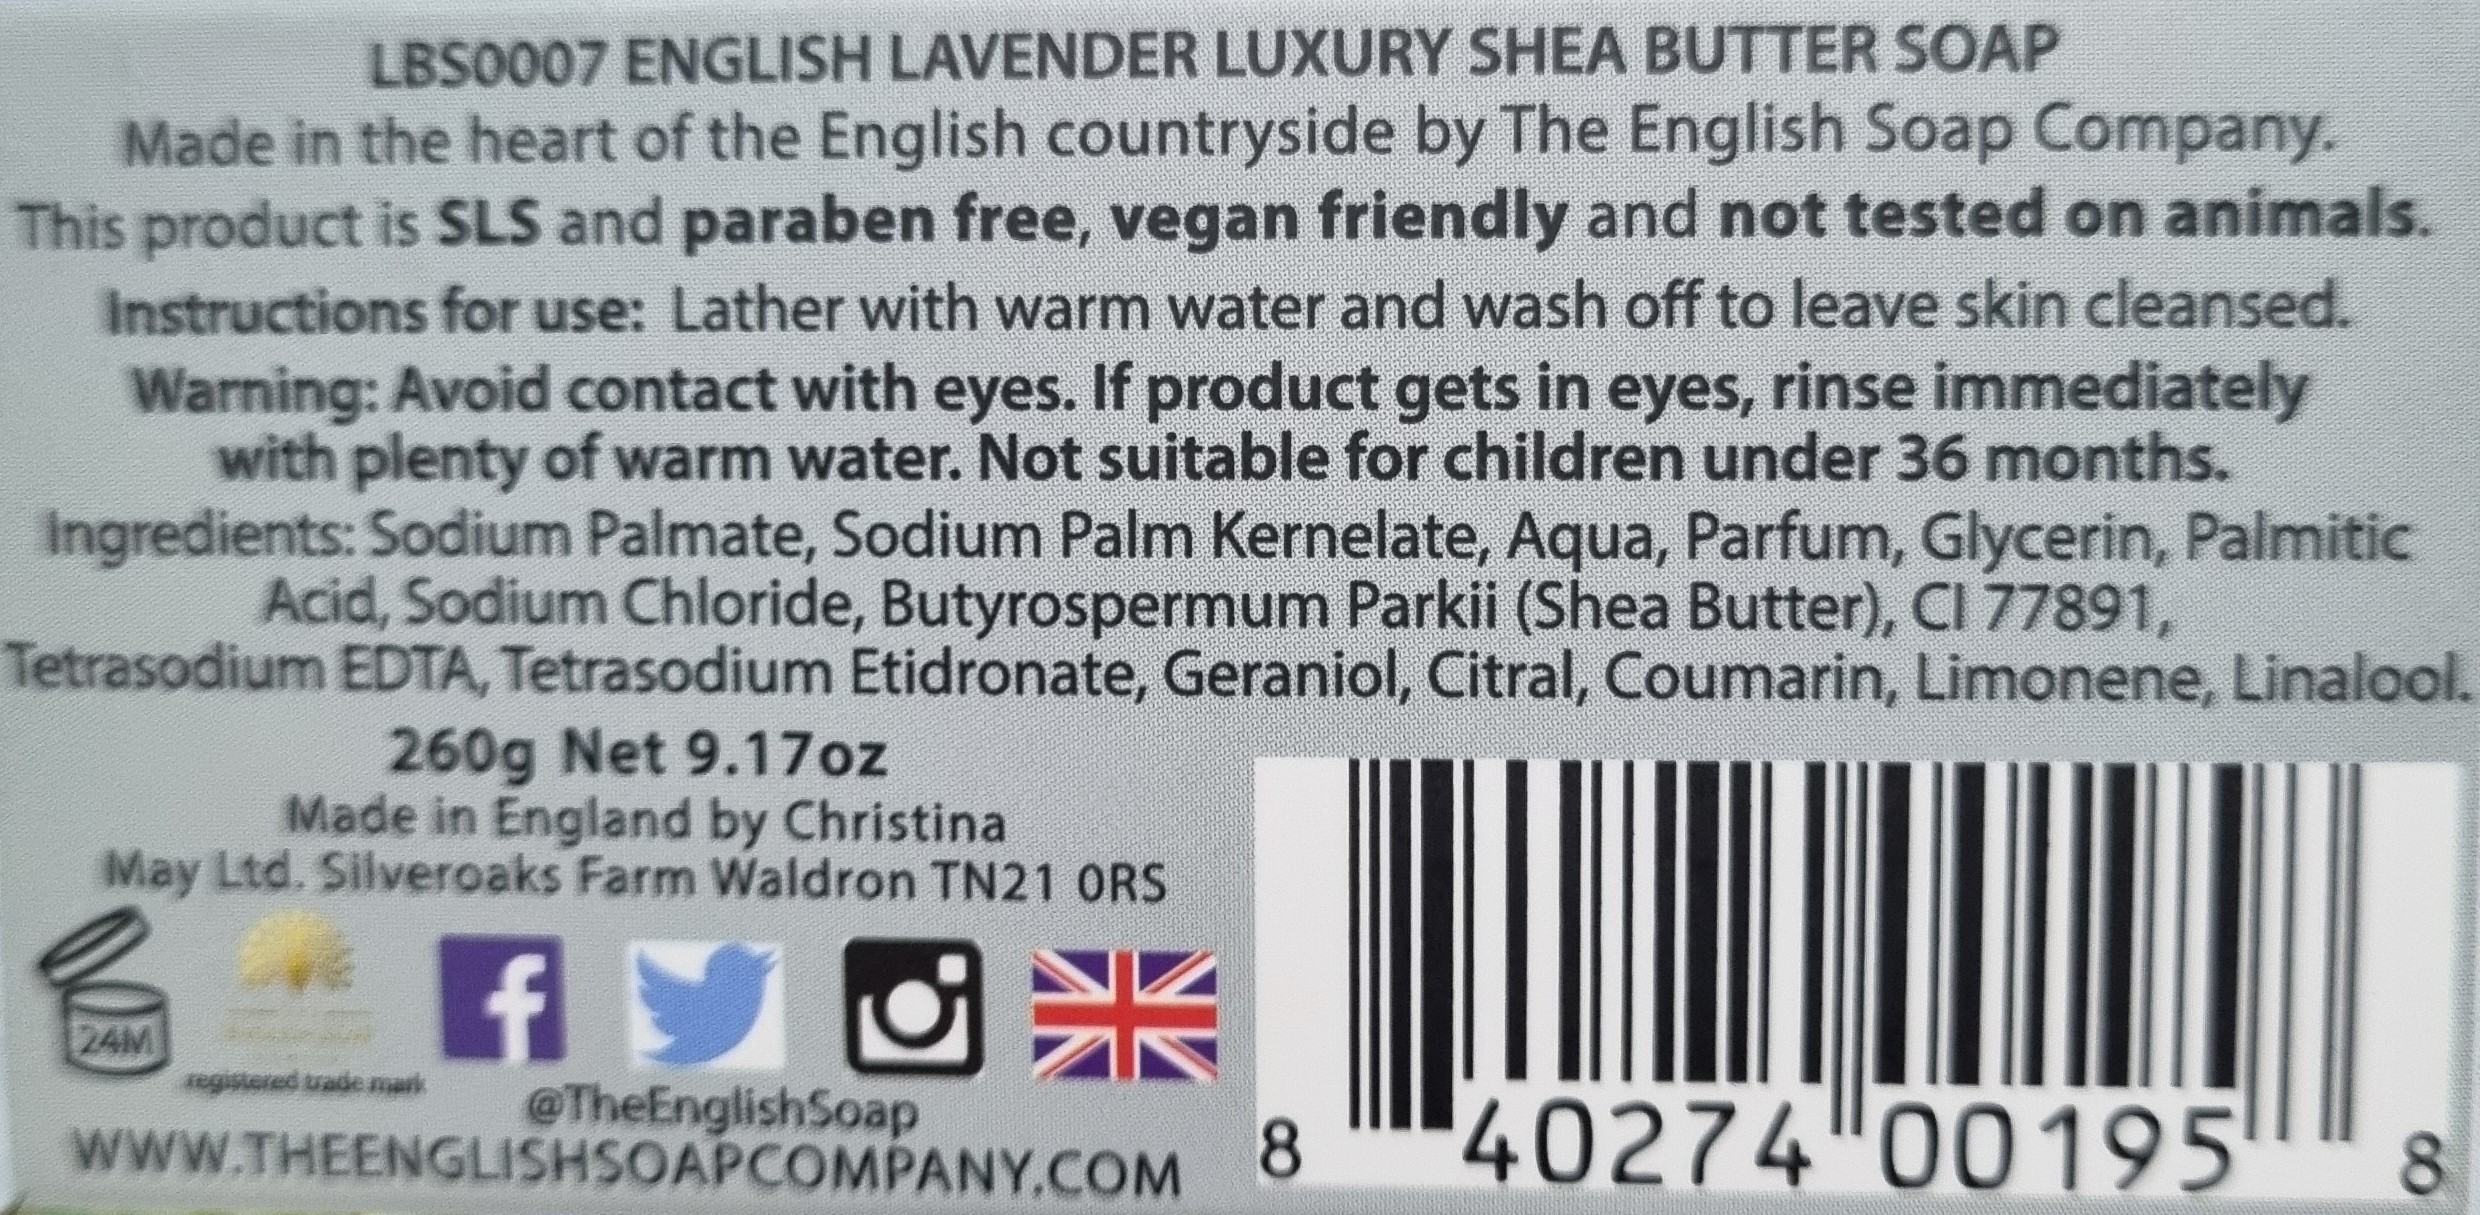 LBS0007 ENGLISH LAVENDER LUXURY SHEA BUTTER SOAP
Made in the heart of the English countryside by The English Soap Company.
This product is SLS and paraben free, vegan friendly and not tested on animals.
Instructions for use: Lather with warm water and wash off to leave skin cleansed.
Warning: Avoid contact with eyes. If product gets in eyes, rinse immediately
with plenty of warm water. Not suitable for children under 36 months.
Ingredients: Sodium Palmate, Sodium Palm Kernelate, Aqua, Parfum, Glycerin, Palmitic
Acid, Sodium Chloride, Butyrospermum Parkii (Shea Butter), CI 77891,
Tetrasodium EDTA, Tetrasodium Etidronate, Geraniol, Citral, Coumarin, Limonene, Linalool.
260g Net 9.17oz
Made in England by Christina
May Ltd. Silveroaks Farm Waldron TN21 0RS
24M
registered trade mark
@TheEnglishSoap
WWW.THEENGLISHSOAPCOMPANY.COM
8 40274 00195 8